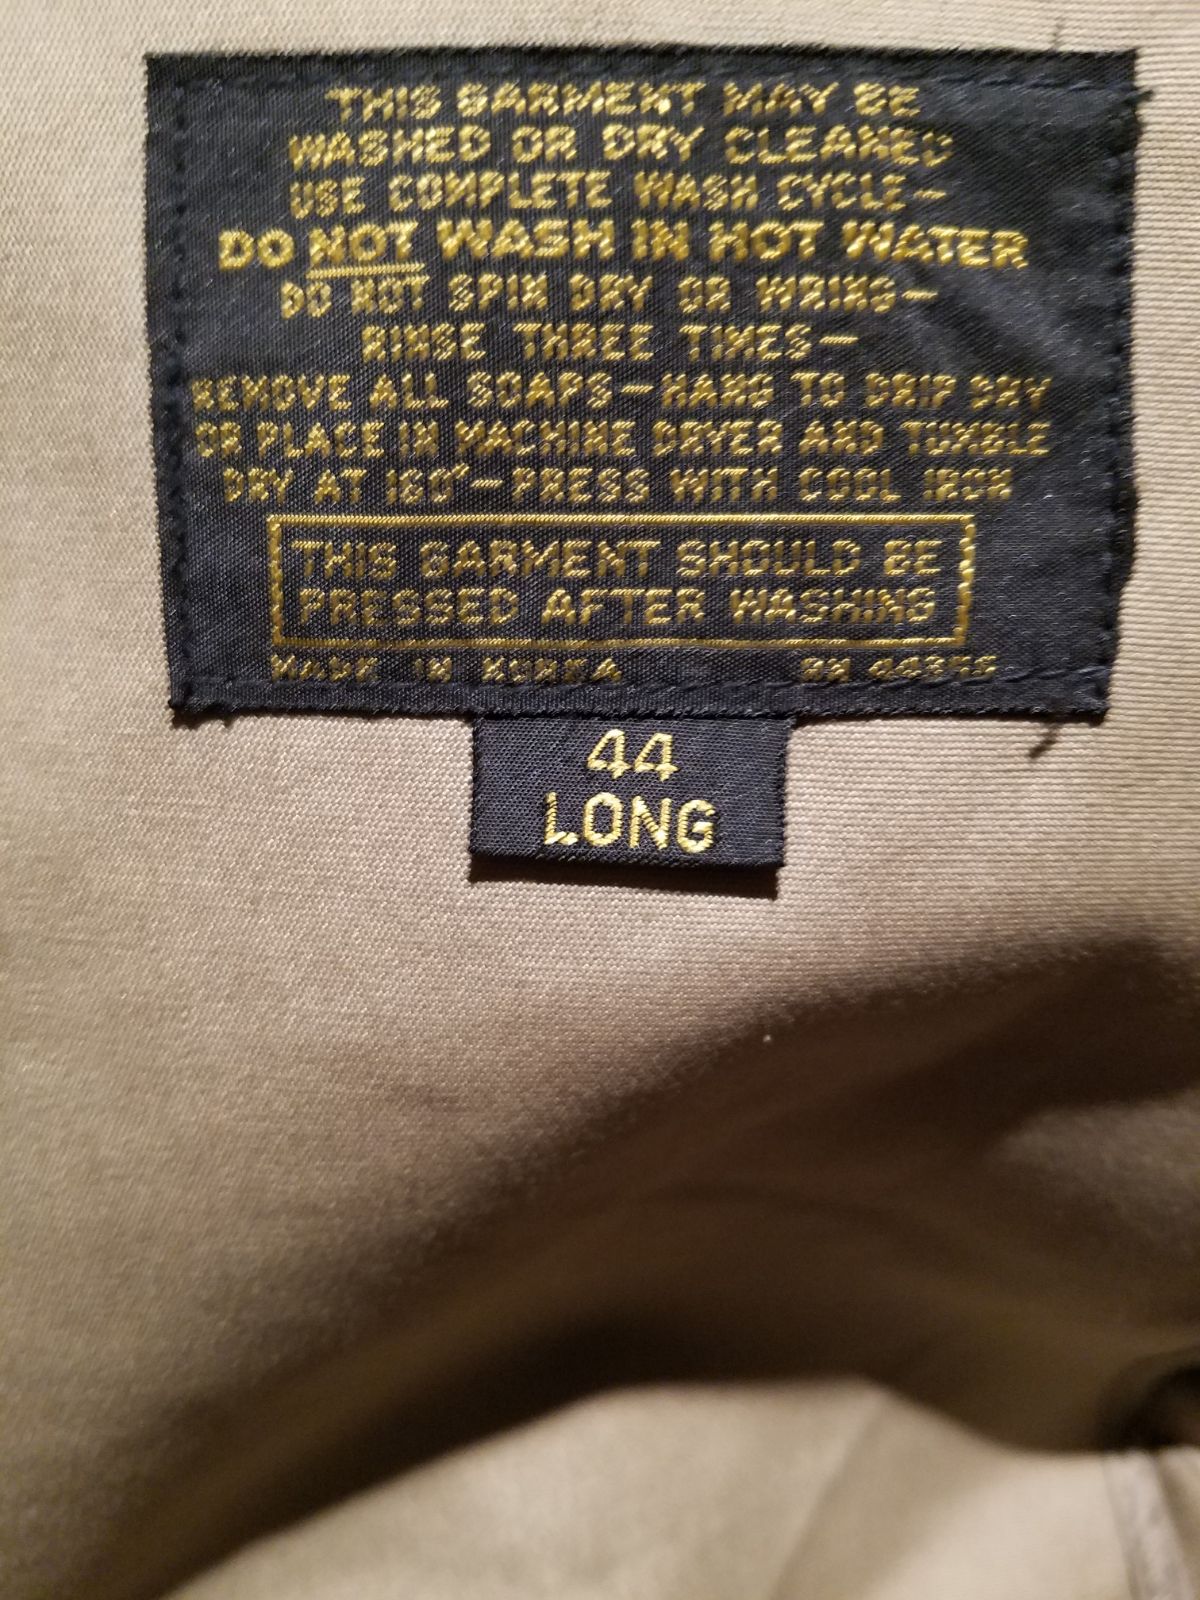 THIS GARMENT MAY BE
WASHED OR DRY CLEANED
USE COMPLETE WASH CYCLE—
DO NOT WASH IN HOT WATER
DO NOT SPIN DRY OR WRING—
RINSE THREE TIMES—
REMOVE ALL SOAPS—HANG TO DRIP DRY
OR PLACE IN MACHINE DRYER AND TUMBLE
DRY AT 160°—PRESS WITH COOL IRON
THIS GARMENT SHOULD BE
PRESSED AFTER WASHING
MADE IN KOREA RN
44
LONG